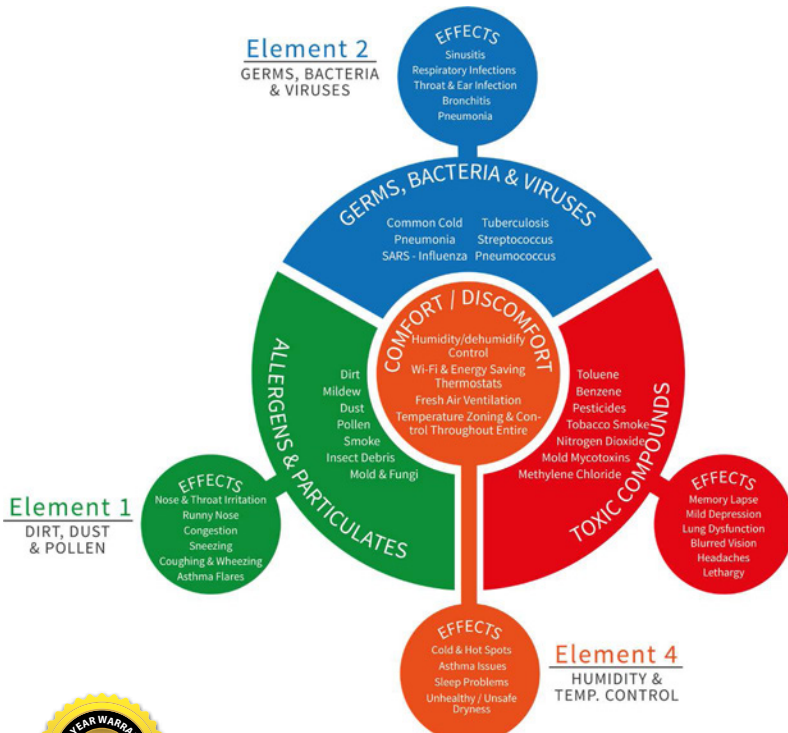 Element 2
GERMS, BACTERIA
& VIRUSES
EFFECTS
Sinusitis
Respiratory Infections
Throat & Ear Infection
Bronchitis
Pneumonia
GERMS, BACTERIA & VIRUSES
Common Cold
Pneumonia
SARS - Influenza
Tuberculosis
Streptococcus
Pneumococcus
COMFORT / DISCOMFORT
Humidity/dehumidify
Control
Wi-Fi & Energy Saving
Thermostats
Fresh Air Ventilation
Temperature Zoning & Con-
trol Throughout Entire
ALLERGENS & PARTICULATES
Dirt
Mildew
Dust
Pollen
Smoke
Insect Debris
Mold & Fungi
TOXIC COMPOUNDS
Toluene
Benzene
Pesticides
Tobacco Smoke
Nitrogen Dioxide
Mold Mycotoxins
Methylene Chloride
Element 1
DIRT, DUST
& POLLEN
EFFECTS
Nose & Throat Irritation
Runny Nose
Congestion
Sneezing
Coughing & Wheezing
Asthma Flares
EFFECTS
Memory Lapse
Mild Depression
Lung Dysfunction
Blurred Vision
Headaches
Lethargy
EFFECTS
Cold & Hot Spots
Asthma Issues
Sleep Problems
Unhealthy / Unsafe
Dryness
Element 4
HUMIDITY &
TEMP. CONTROL
YEAR